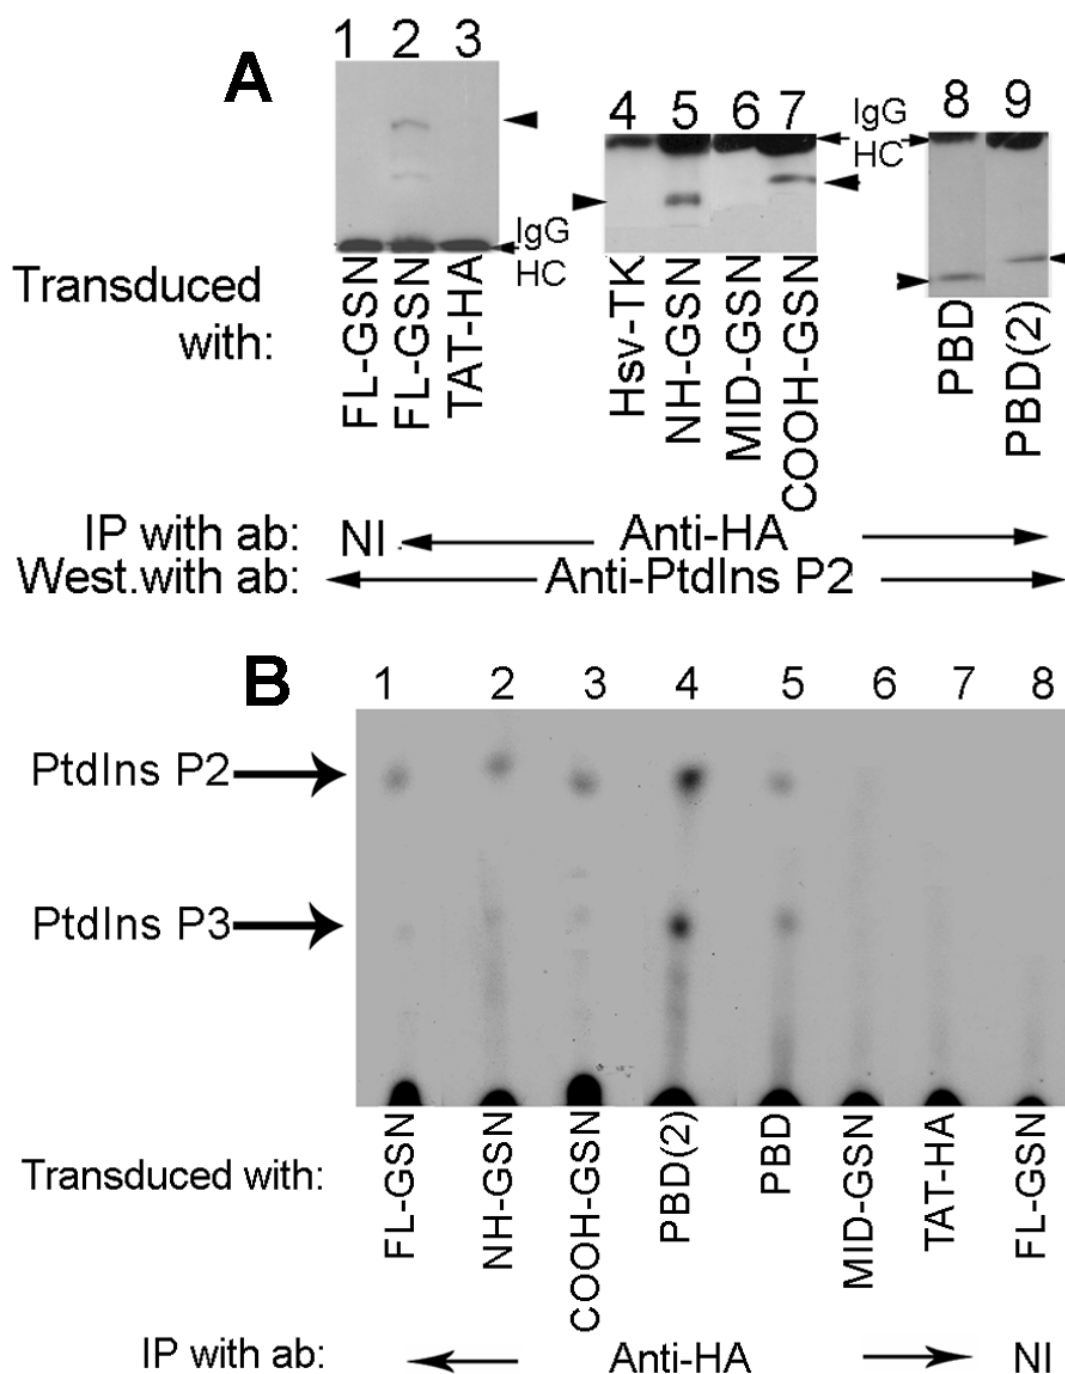 A
1 2 3
4 5 6 7
8 9
IgG
HC
IgG
HC
Transduced
with:
FL-GSN
FL-GSN
TAT-HA
Hsv-TK
NH-GSN
MID-GSN
COOH-GSN
PBD
PBD(2)
IP with ab: NI Anti-HA
West.with ab: Anti-PtdIns P2
B
1 2 3 4 5 6 7 8
PtdIns P2
PtdIns P3
Transduced with:
FL-GSN
NH-GSN
COOH-GSN
PBD(2)
PBD
MID-GSN
TAT-HA
FL-GSN
IP with ab: Anti-HA NI